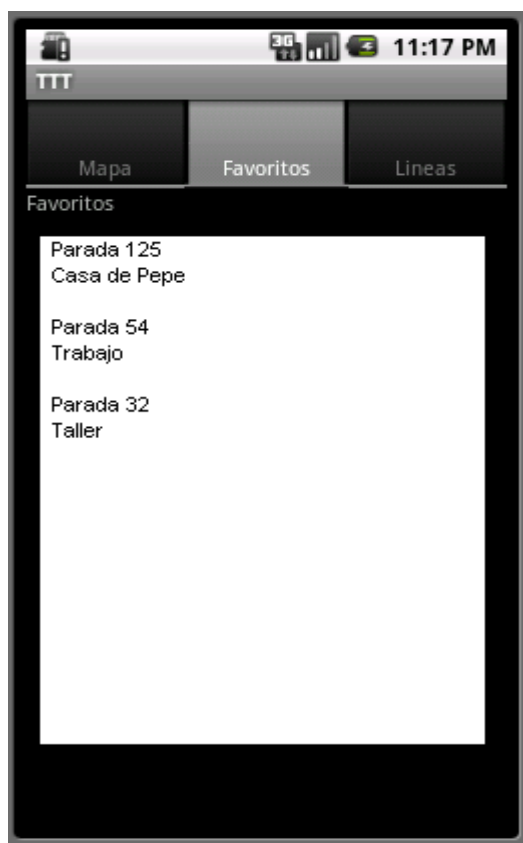 3G 11:17 PM
TTT
Mapa Favoritos Lineas
Favoritos
Parada 125
Casa de Pepe
Parada 54
Trabajo
Parada 32
Taller